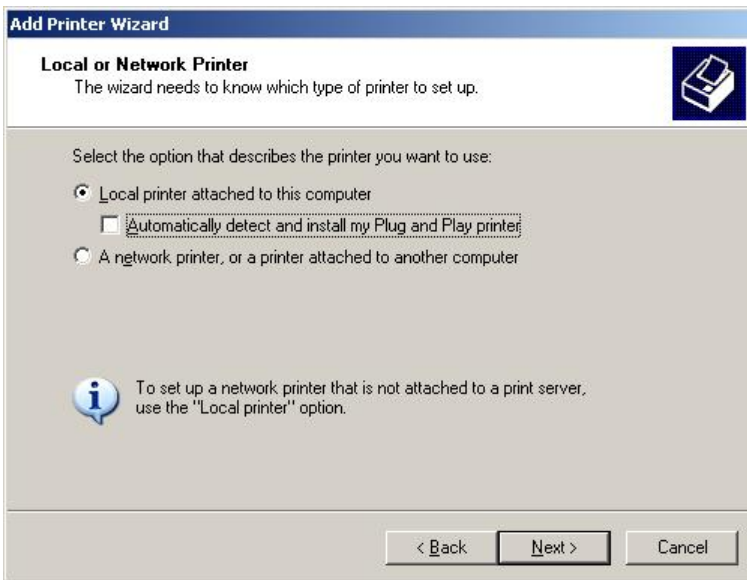 Add Printer Wizard
Local or Network Printer
The wizard needs to know which type of printer to set up.
Select the option that describes the printer you want to use:
Local printer attached to this computer
Automatically detect and install my Plug and Play printer
A network printer, or a printer attached to another computer
To set up a network printer that is not attached to a print server,
use the "Local printer" option.
< Back
Next >
Cancel